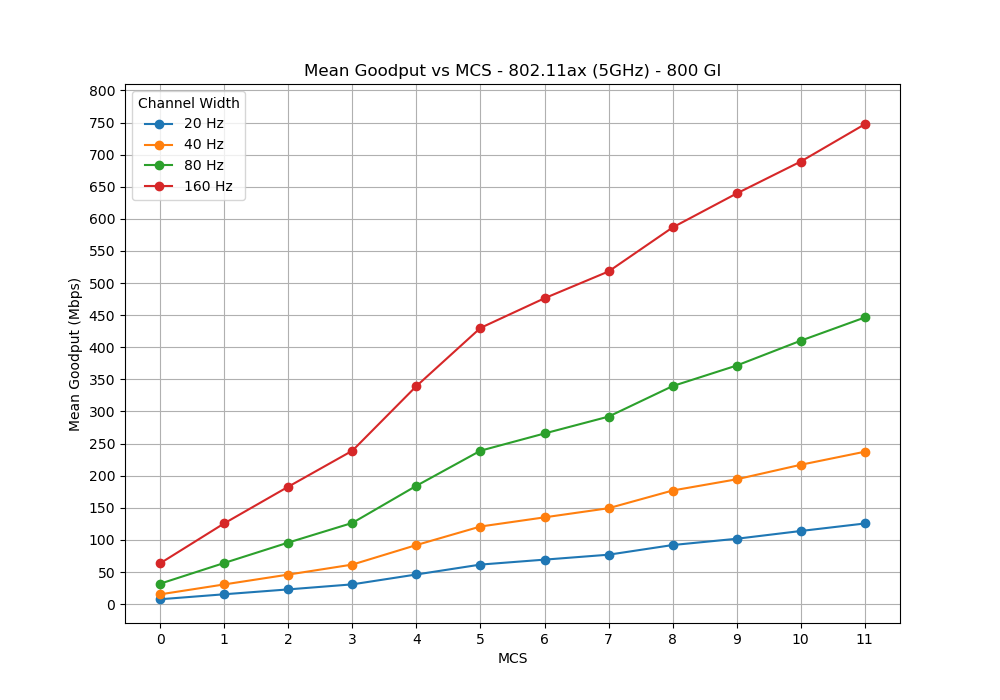 Mean Goodput vs MCS - 802.11ax (5GHz) - 800 GI
Channel Width
20 Hz
40 Hz
80 Hz
160 Hz
Mean Goodput (Mbps)
800
750
700
650
600
550
500
450
400
350
300
250
200
150
100
50
0
0 1 2 3 4 5 6 7 8 9 10 11
MCS